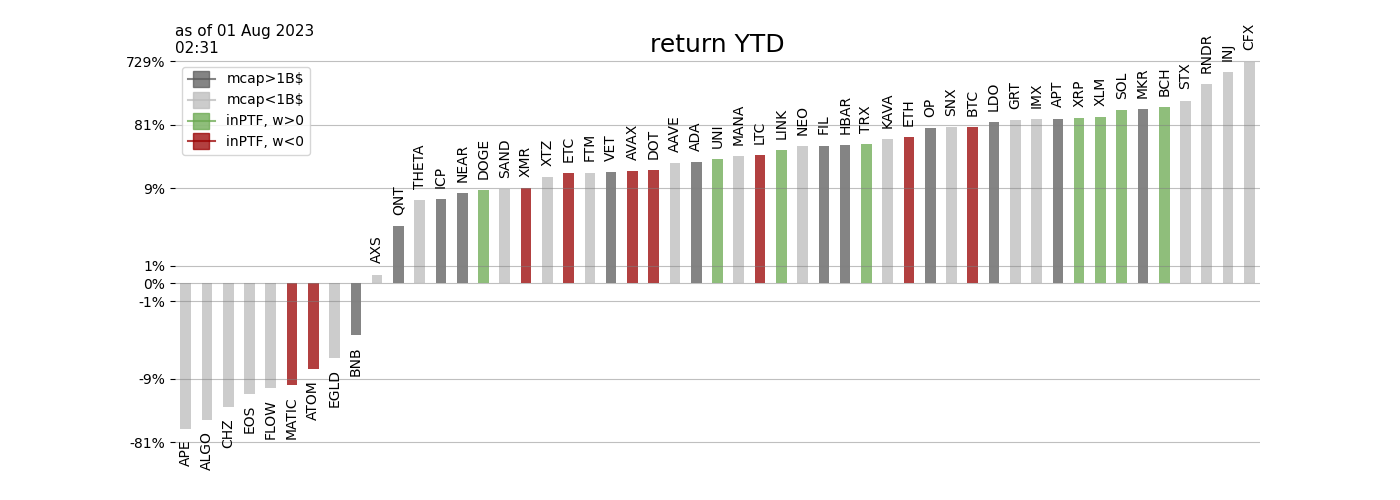 as of 01 Aug 2023
02:31
return YTD
mcap>1B$
mcap<1B$
inPTF, w>0
inPTF, w<0
729%
81%
9%
1%
0%
-1%
-9%
-81%
APE
ALGO
CHZ
EOS
FLOW
MATIC
ATOM
EGLD
BNB
AXS
QNT
THETA
ICP
NEAR
DOGE
SAND
XMR
XTZ
ETC
FTM
VET
AVAX
DOT
AAVE
ADA
UNI
MANA
LTC
LINK
NEO
FIL
HBAR
TRX
KAVA
ETH
OP
SNX
BTC
LDO
GRT
IMX
APT
XRP
XLM
SOL
MKR
BCH
STX
RNDR
INJ
CFX